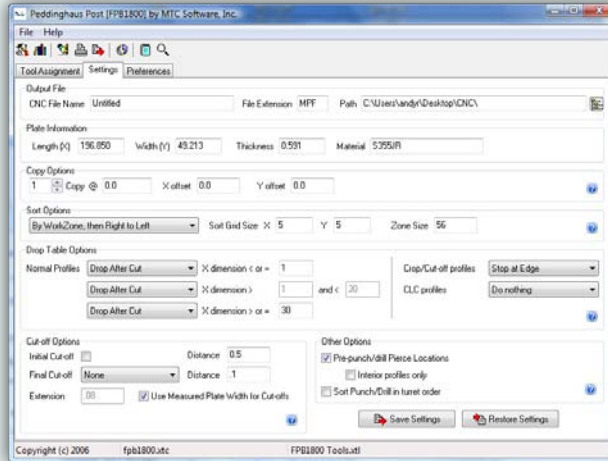 Peddinghaus Post [FPB1800] by MTC Software, Inc.
File Help
Tool Assignment Settings Preferences
Output File
CNC File Name Untitled File Extension MPF Path C:\Users\andyr\Desktop\CNC\
Plate Information
Length (X) 196.850 Width (Y) 49.213 Thickness 0.591 Material S355JR
Copy Options
1 Copy @ 0.0 X offset 0.0 Y offset 0.0
Sort Options
By WorkZone, then Right to Left Sort Grid Size X 5 Y 5 Zone Size 56
Drop Table Options
Normal Profiles Drop After Cut X dimension < or = 1 Crop/Cut-off profiles Stop at Edge
Drop After Cut X dimension > 1 and < 30 CLC profiles Do nothing
Drop After Cut X dimension > or = 30
Cut-off Options Other Options
Initial Cut-off Distance 0.5 Pre-punch/drill Pierce Locations
Final Cut-off None Distance .1 Interior profiles only
Extension .08 Use Measured Plate Width for Cut-offs Sort Punch/Drill in turret order
Save Settings Restore Settings
Copyright (c) 2006 fpb1800.xtc FPB1800 Tools.xtl